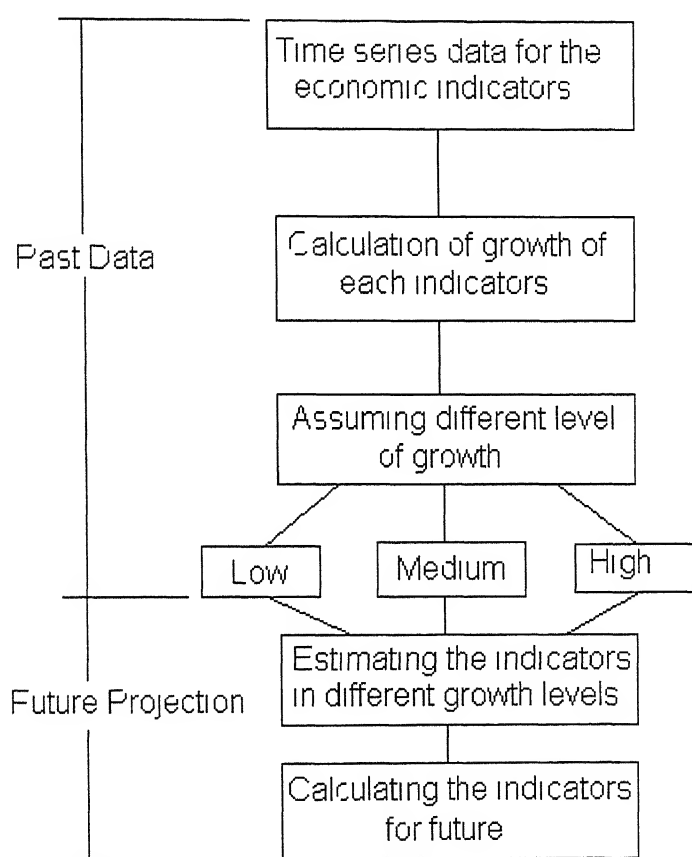 Time series data for the
economic indicators
Past Data
Calculation of growth of
each indicators
Assuming different level
of growth
Low
Medium
High
Estimating the indicators
in different growth levels
Future Projection
Calculating the indicators
for future